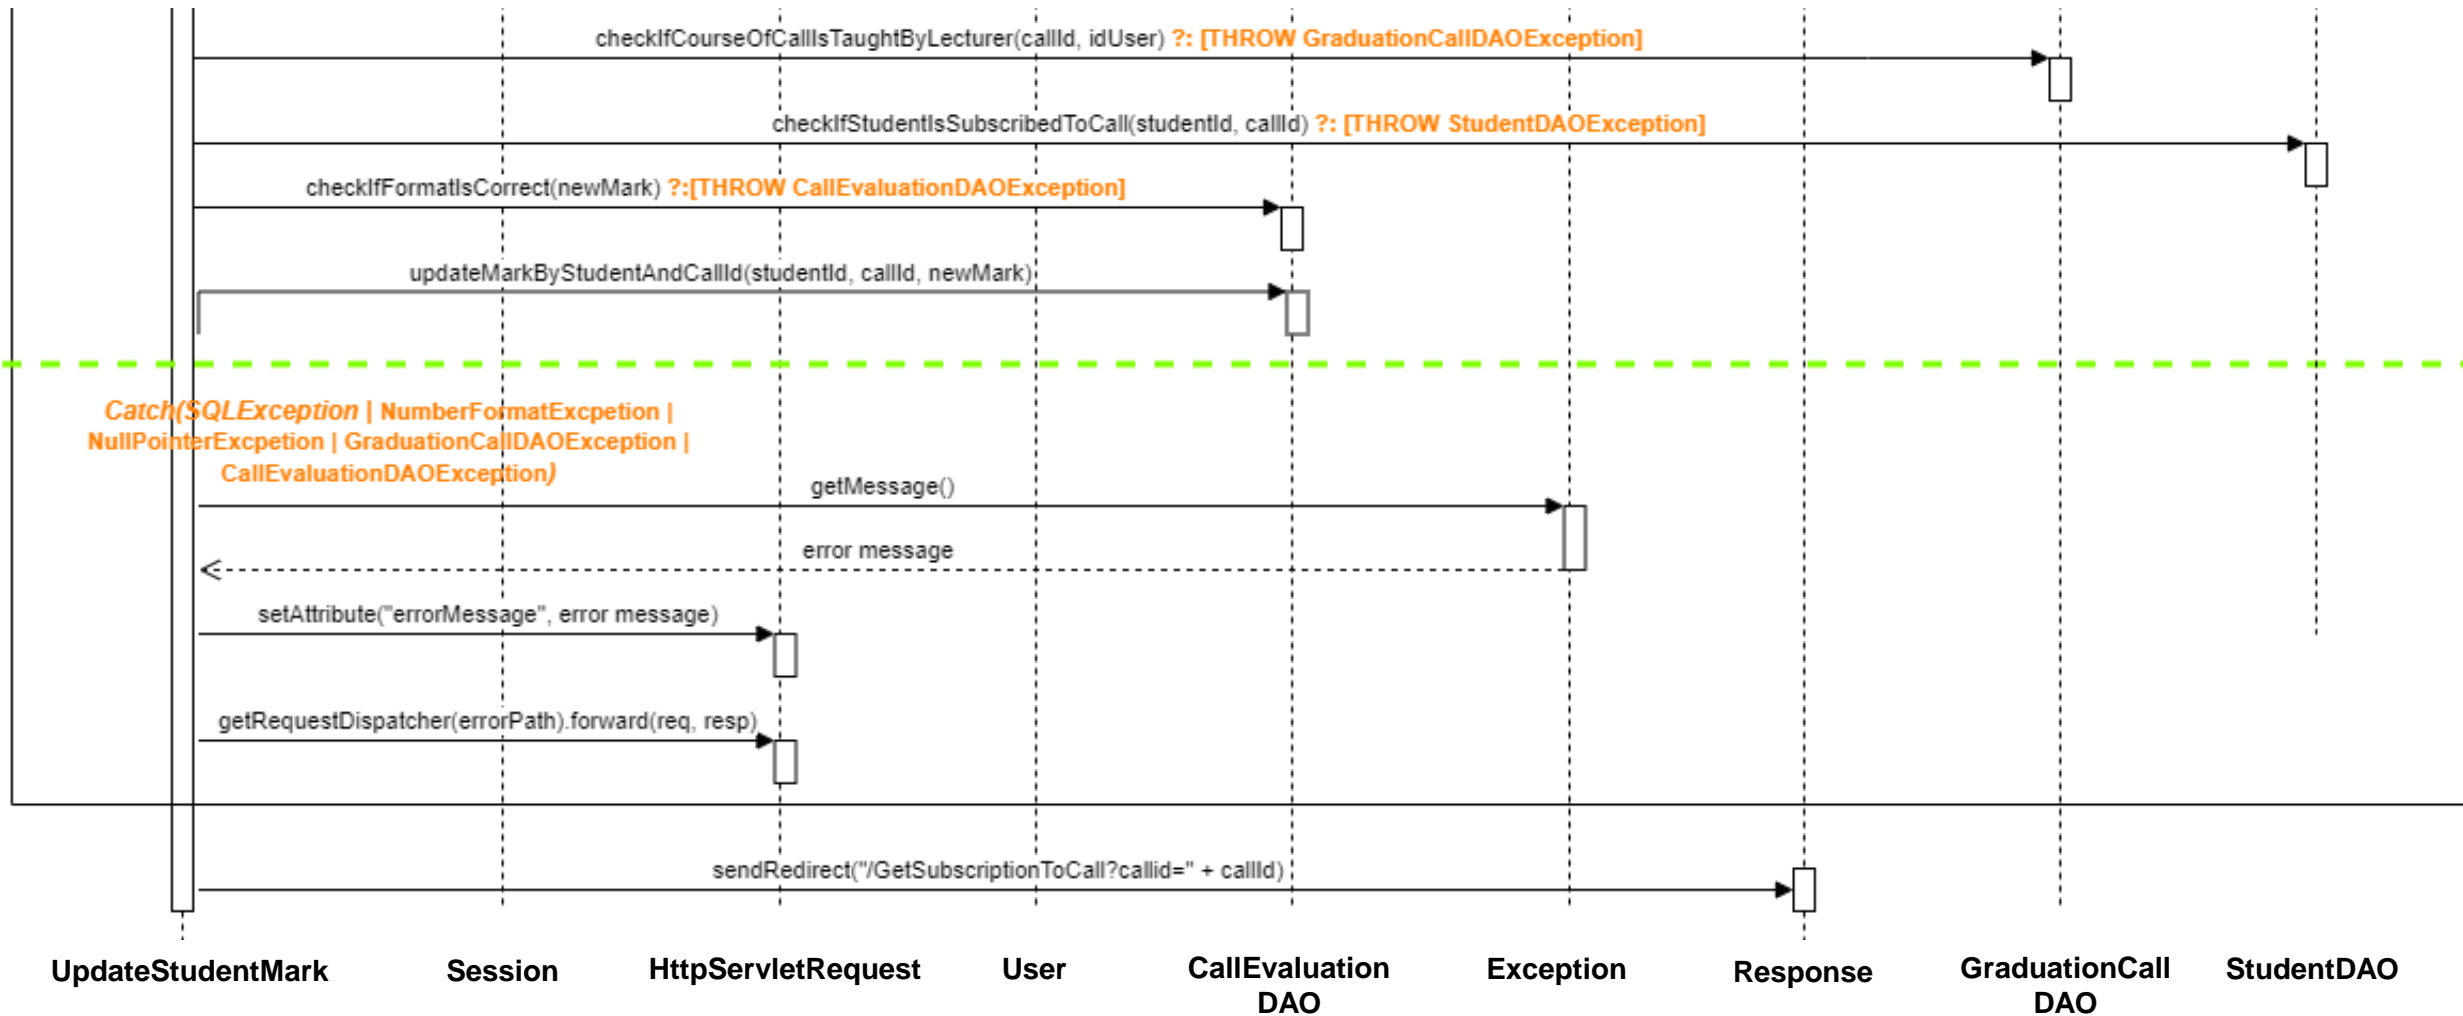 checkIfCourseOfCallIsTaughtByLecturer(callId, idUser) ?: [THROW GraduationCallDAOException]
checkIfStudentIsSubscribedToCall(studentId, callId) ?: [THROW StudentDAOException]
checkIfFormatIsCorrect(newMark) ?:[THROW CallEvaluationDAOException]
updateMarkByStudentAndCallId(studentId, callId, newMark)
Catch(SQLException | NumberFormatExcpetion |
NullPointerExcpetion | GraduationCallDAOException |
CallEvaluationDAOException)
getMessage()
error message
setAttribute("errorMessage", error message)
getRequestDispatcher(errorPath).forward(req, resp)
sendRedirect("/GetSubscriptionToCall?callid=" + callId)
UpdateStudentMark
Session
HttpServletRequest
User
CallEvaluation
DAO
Exception
Response
GraduationCall
DAO
StudentDAO